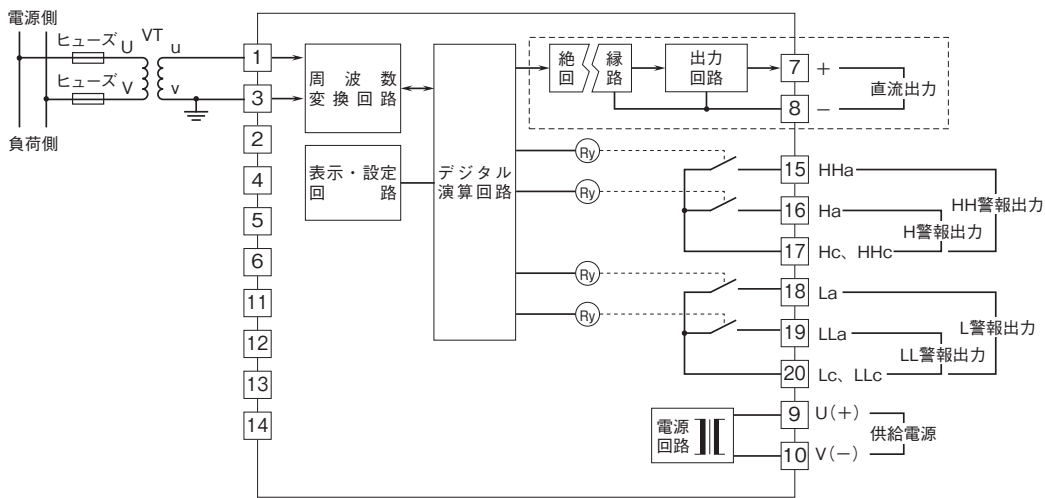 電源側
ヒューズ U VT u
ヒューズ V v
負荷側
1
3
2
4
5
6
11
12
13
14
周波数
変換回路
表示・設定
回路
デジタル
演算回路
絶縁
回路
出力
回路
7 +
8 −
直流出力
Ry
Ry
Ry
Ry
15 HHa
16 Ha
17 Hc、HHc
H警報出力
HH警報出力
18 La
19 LLa
20 Lc、LLc
LL警報出力
L警報出力
電源
回路
9 U(+)
10 V(−)
供給電源